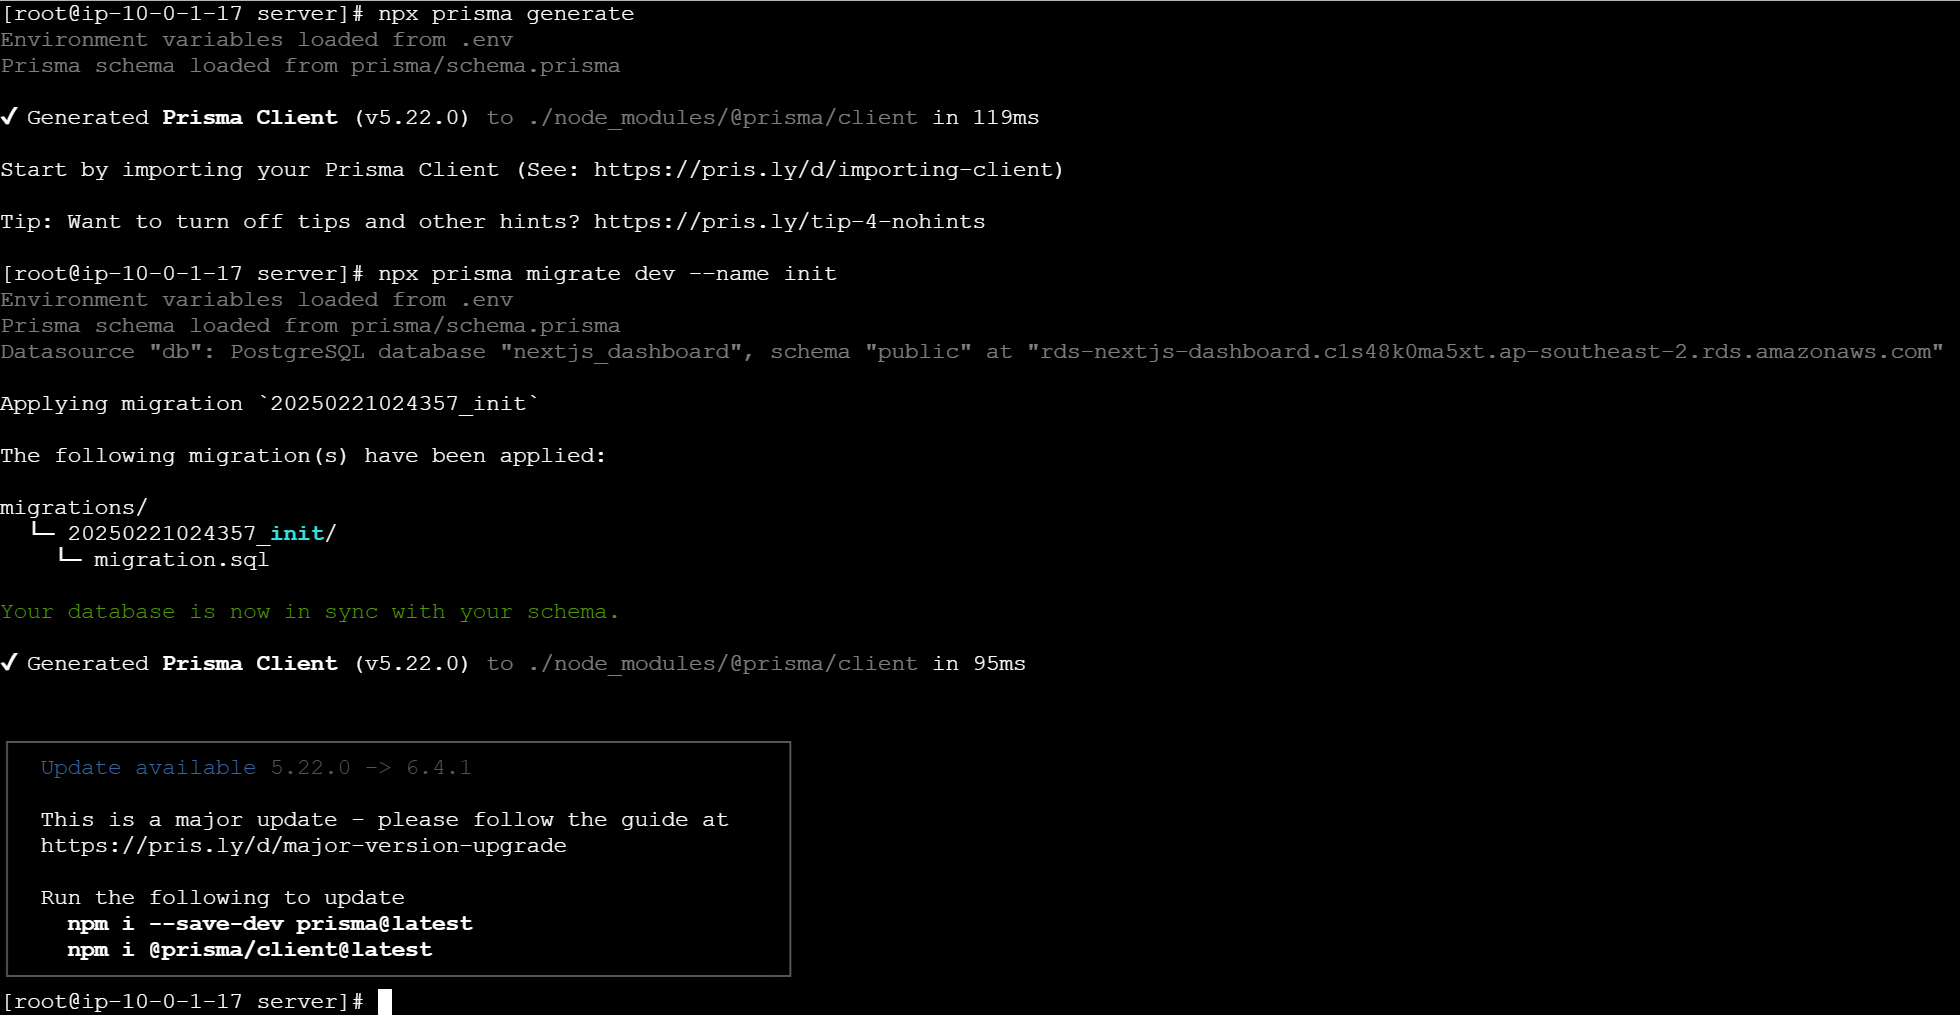 [root@ip-10-0-1-17 server]# npx prisma generate
Environment variables loaded from .env
Prisma schema loaded from prisma/schema.prisma
✔ Generated Prisma Client (v5.22.0) to ./node_modules/@prisma/client in 119ms
Start by importing your Prisma Client (See: https://pris.ly/d/importing-client)
Tip: Want to turn off tips and other hints? https://pris.ly/tip-4-nohints
[root@ip-10-0-1-17 server]# npx prisma migrate dev --name init
Environment variables loaded from .env
Prisma schema loaded from prisma/schema.prisma
Datasource "db": PostgreSQL database "nextjs_dashboard", schema "public" at "rds-nextjs-dashboard.c1s48k0ma5xt.ap-southeast-2.rds.amazonaws.com"
Applying migration `20250221024357_init`
The following migration(s) have been applied:
migrations/
└─ 20250221024357_init/
└─ migration.sql
Your database is now in sync with your schema.
✔ Generated Prisma Client (v5.22.0) to ./node_modules/@prisma/client in 95ms
Update available 5.22.0 -> 6.4.1
This is a major update - please follow the guide at
https://pris.ly/d/major-version-upgrade
Run the following to update
npm i --save-dev prisma@latest
npm i @prisma/client@latest
[root@ip-10-0-1-17 server]#